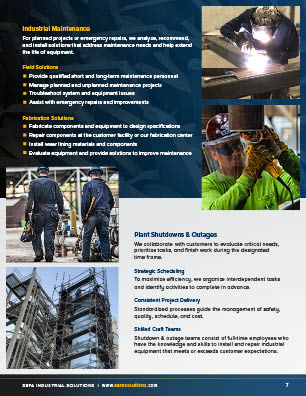 Industrial Maintenance
For planned projects or emergency repairs, we analyze, recommend,
and install solutions that address maintenance needs and help extend
the life of equipment.
Field Solutions
Provide qualified short and long-term maintenance personnel
Manage planned and unplanned maintenance projects
Troubleshoot system and equipment issues
Assist with emergency repairs and improvements
Fabrication Solutions
Fabricate components and equipment to design specifications
Repair components at the customer facility or our fabrication center
Install wear lining materials and components
Evaluate equipment and provide solutions to improve maintenance
Plant Shutdowns & Outages
We collaborate with customers to evaluate critical needs,
prioritize tasks, and finish work during the designated
time frame.
Strategic Scheduling
To maximize efficiency, we organize interdependent tasks
and identify activities to complete in advance.
Consistent Project Delivery
Standardized processes guide the management of safety,
quality, schedule, and cost.
Skilled Craft Teams
Shutdown & outage teams consist of full-time employees who
have the knowledge and skills to install and repair industrial
equipment that meets or exceeds customer expectations.
INDUSTRIAL SOLUTIONS | 7